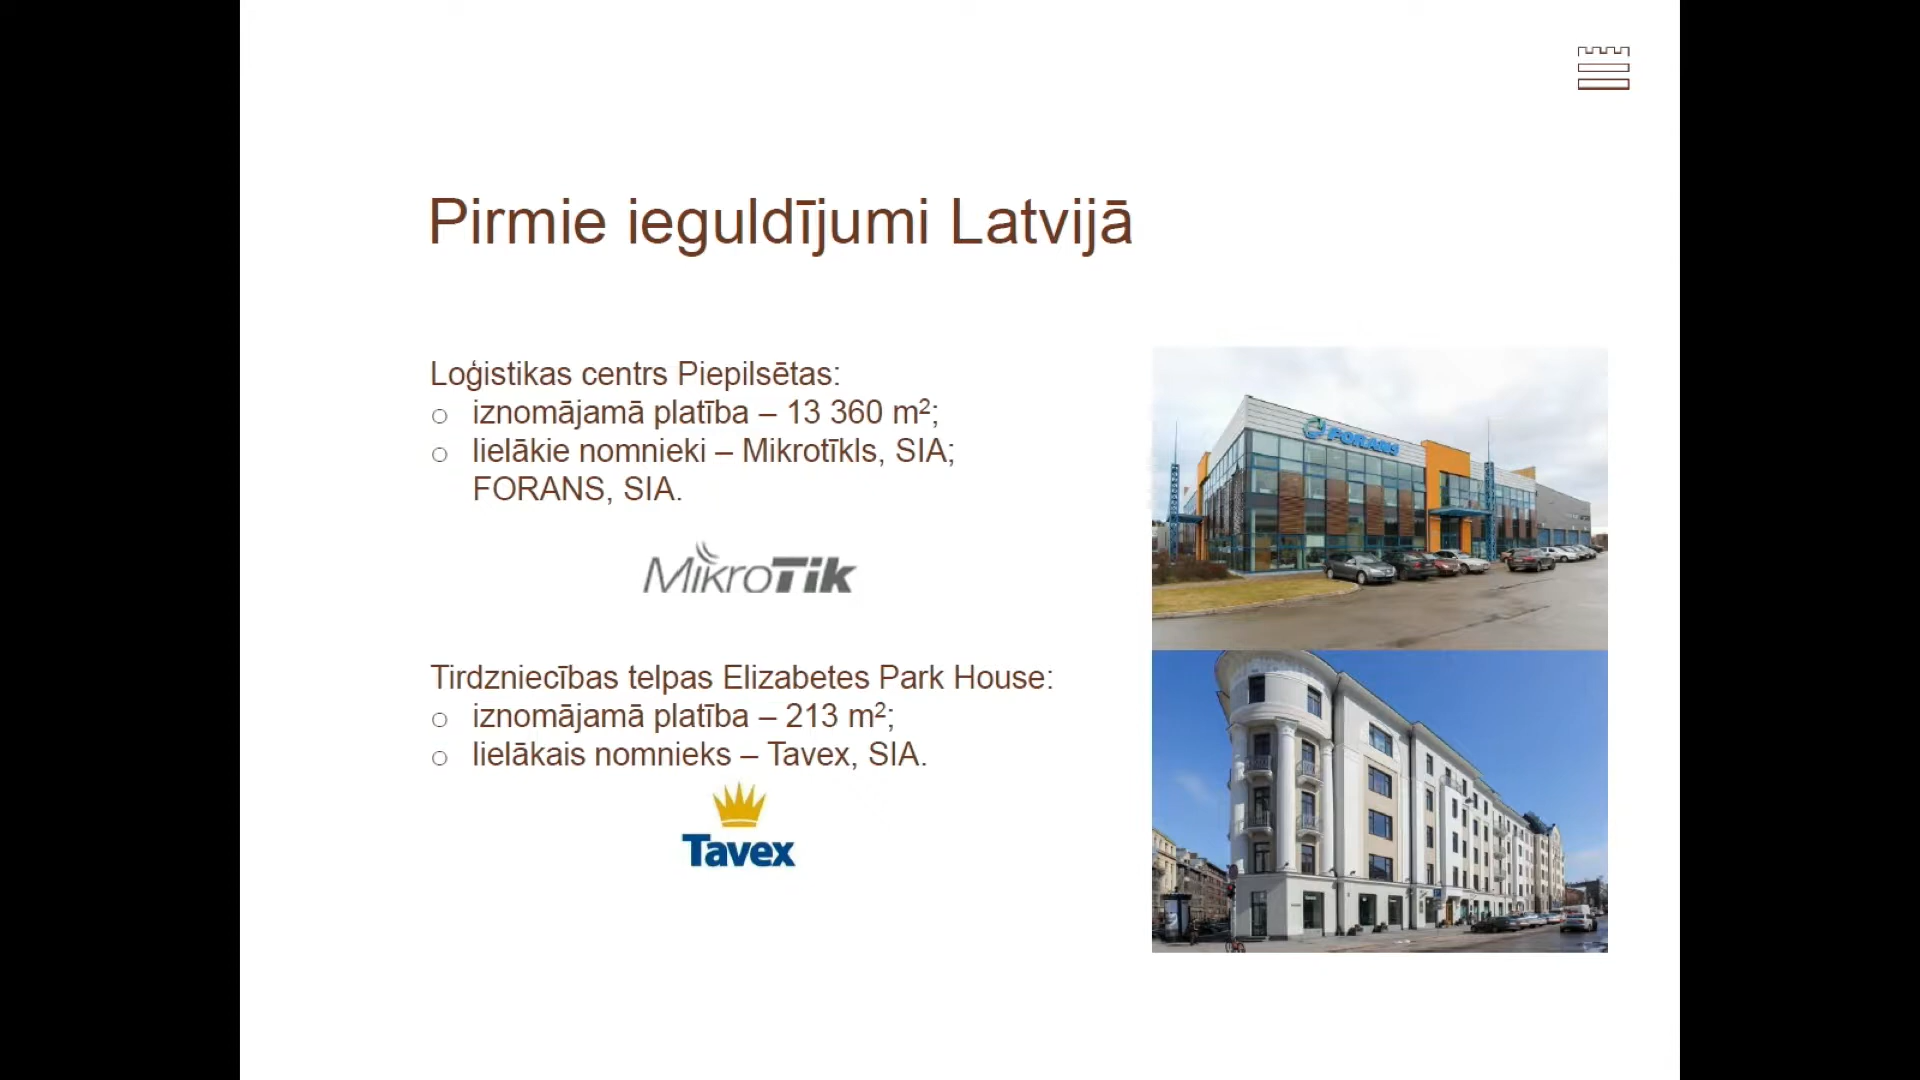 Pirmie ieguldījumi Latvijā
Loģistikas centrs Piepilsētas:
○ iznomājamā platība – 13 360 m²;
○ lielākie nomnieki – Mikrotīkls, SIA;
FORANS, SIA.
MikroTik
Tirdzniecības telpas Elizabetes Park House:
○ iznomājamā platība – 213 m²;
○ lielākais nomnieks – Tavex, SIA.
Tavex
FORANS